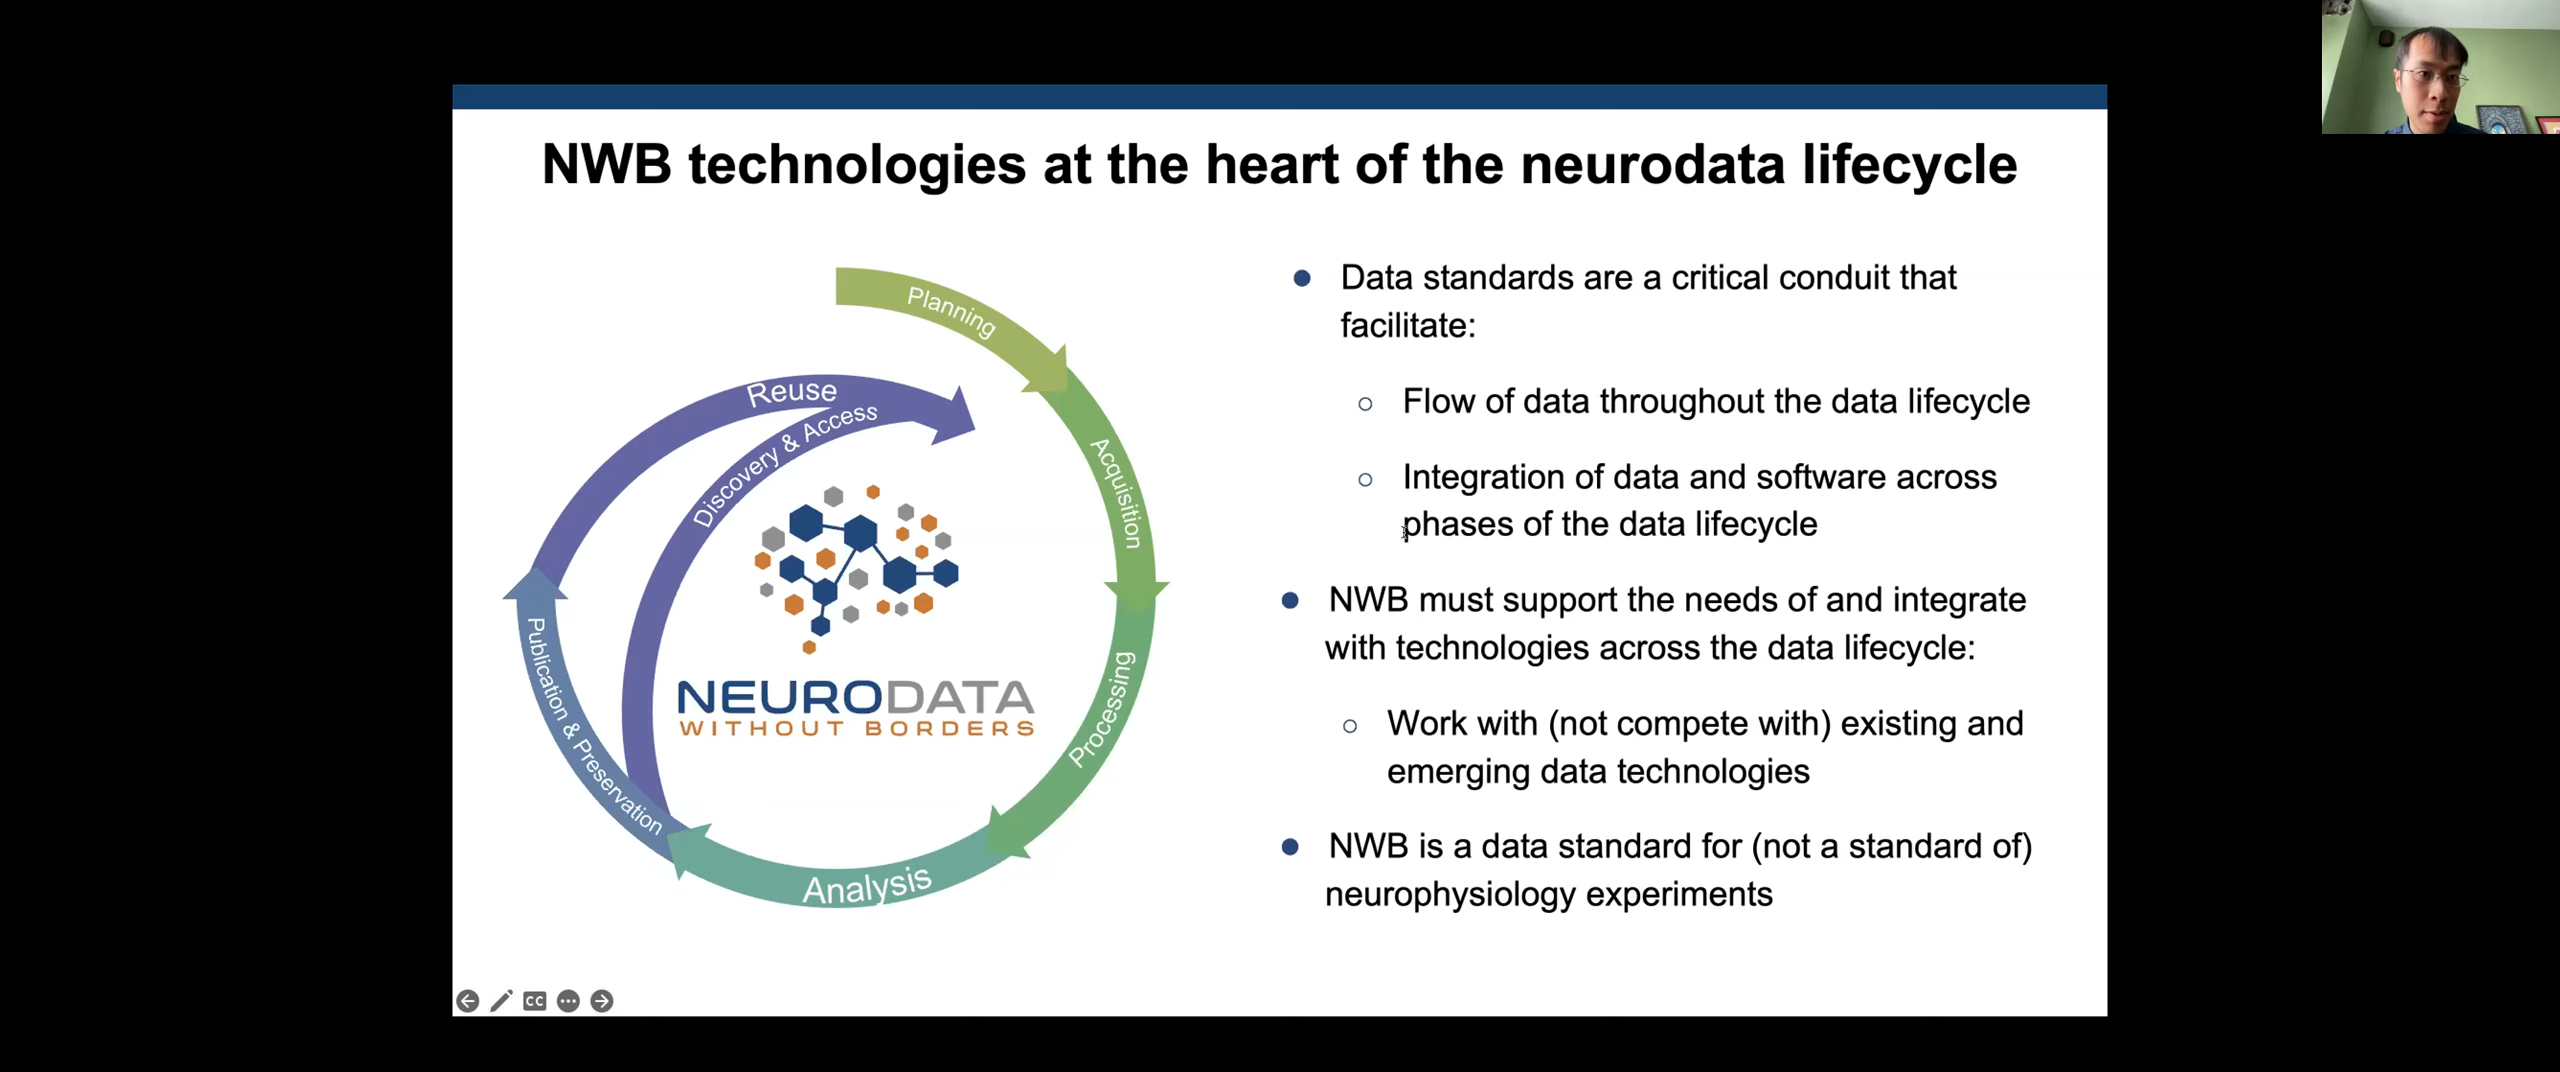 NWB technologies at the heart of the neurodata lifecycle
Planning
Acquisition
Processing
Analysis
Publication & Preservation
Reuse
Discovery & Access
NEURODATA
WITHOUT BORDERS
Data standards are a critical conduit that
facilitate:
Flow of data throughout the data lifecycle
Integration of data and software across
phases of the data lifecycle
NWB must support the needs of and integrate
with technologies across the data lifecycle:
Work with (not compete with) existing and
emerging data technologies
NWB is a data standard for (not a standard of)
neurophysiology experiments
CC